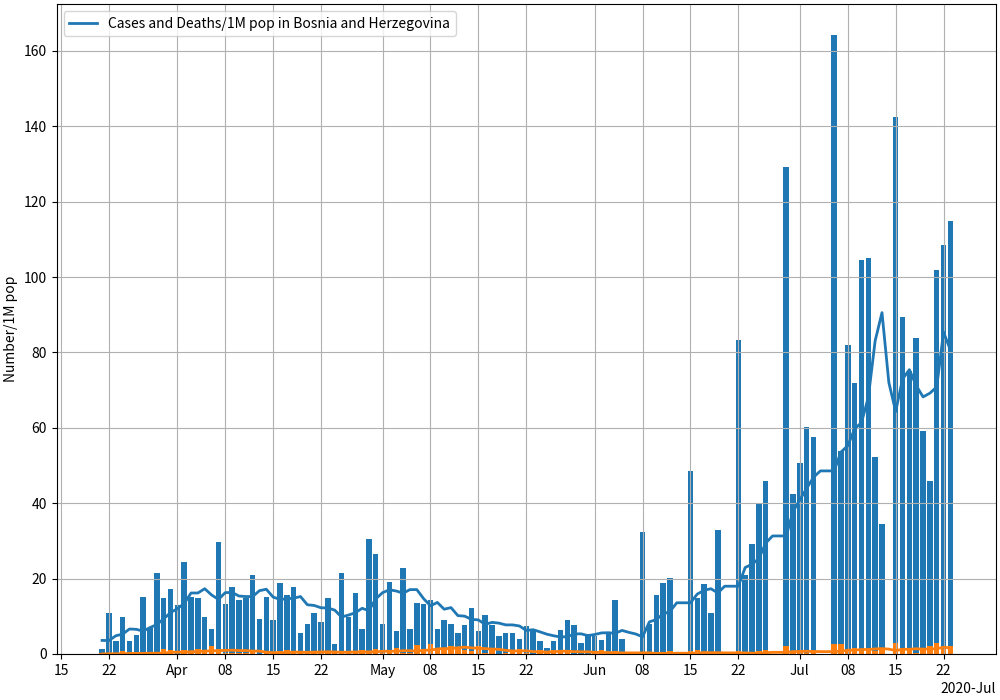 Cases and Deaths/1M pop in Bosnia and Herzegovina
160
140
120
100
80
60
40
20
0
Number/1M pop
15 22 Apr 08 15 22 May 08 15 22 Jun 08 15 22 Jul 08 15 22
2020-Jul